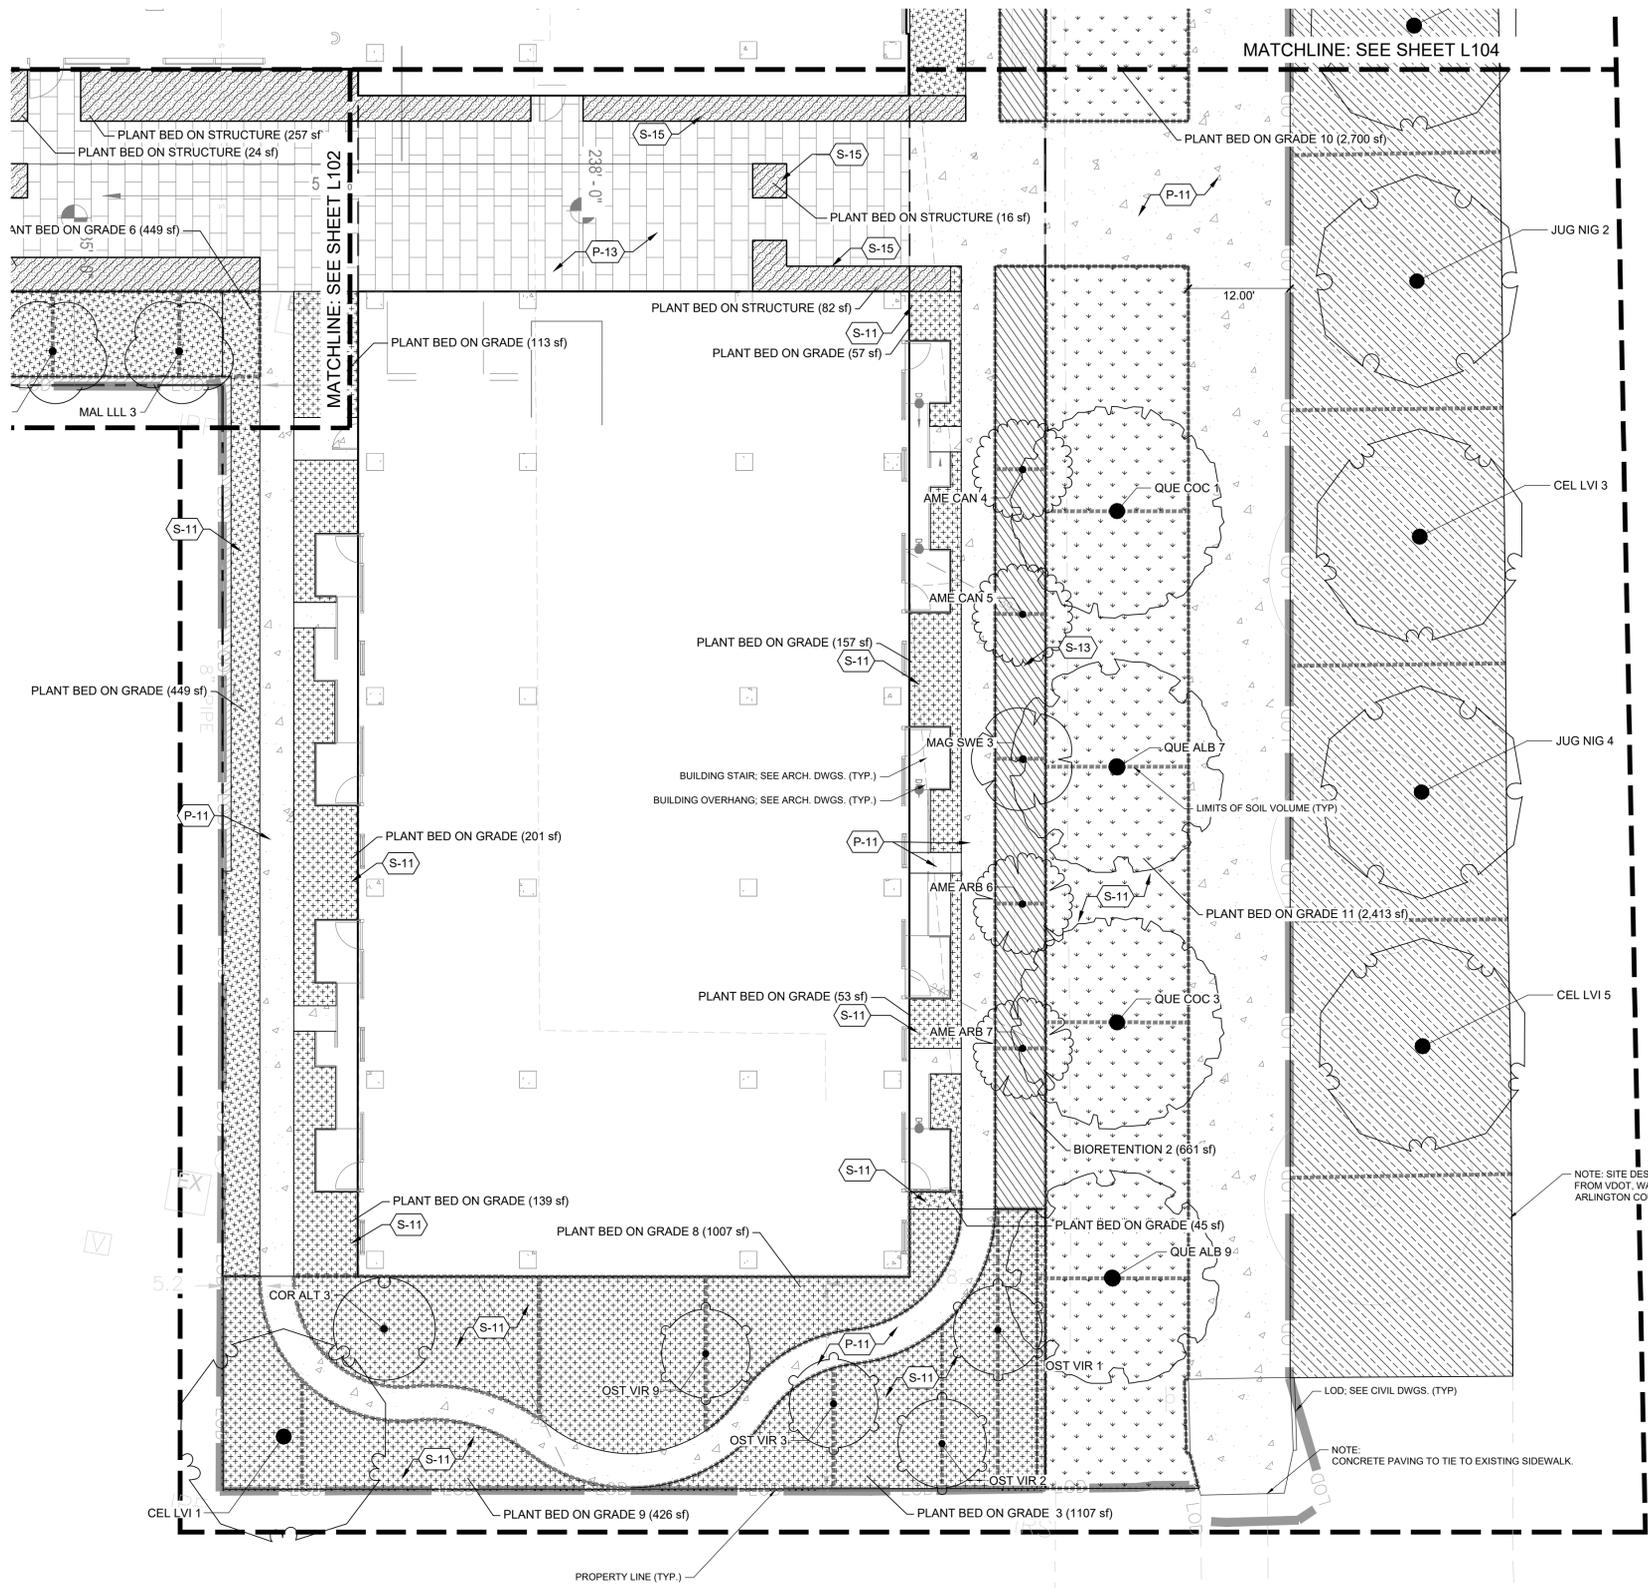 MATCHLINE: SEE SHEET L104
PLANT BED ON STRUCTURE (257 sf
PLANT BED ON STRUCTURE (24 sf)
S-15
PLANT BED ON GRADE 10 (2,700 sf)
S-15
238' - 0"
MATCHLINE: SEE SHEET L102
P-11
PLANT BED ON STRUCTURE (16 sf)
ANT BED ON GRADE 6 (449 sf)
JUG NIG 2
P-13
S-15
12.00'
PLANT BED ON STRUCTURE (82 sf)
S-11
PLANT BED ON GRADE (113 sf)
PLANT BED ON GRADE (57 sf)
MAL LLL 3
CEL LVI 3
QUE COC 1
AME CAN 4
S-11
AME CAN 5
PLANT BED ON GRADE (157 sf)
S-13
S-11
8" PIPE
PLANT BED ON GRADE (449 sf)
MAG SWE 3
JUG NIG 4
QUE ALB 7
BUILDING STAIR; SEE ARCH. DWGS. (TYP.)
BUILDING OVERHANG; SEE ARCH. DWGS. (TYP.)
LIMITS OF SOIL VOLUME (TYP)
P-11
PLANT BED ON GRADE (201 sf)
P-11
S-11
AME ARB 6
S-11
PLANT BED ON GRADE 11 (2,413 sf)
PLANT BED ON GRADE (53 sf)
QUE COC 3
CEL LVI 5
S-11
AME ARB 7
BIORETENTION 2 (661 sf)
S-11
NOTE: SITE DES
FROM VDOT, WA
ARLINGTON CO
EX
PLANT BED ON GRADE (139 sf)
S-11
PLANT BED ON GRADE (45 sf)
PLANT BED ON GRADE 8 (1007 sf)
V
QUE ALB 9
5.2
COR ALT 3
S-11
P-11
OST VIR 1
S-11
OST VIR 9
LOD; SEE CIVIL DWGS. (TYP)
OST VIR 3
NOTE:
CONCRETE PAVING TO TIE TO EXISTING SIDEWALK.
S-11
OST VIR 2
LOD
CEL LVI 1
PLANT BED ON GRADE 9 (426 sf)
PLANT BED ON GRADE  3 (1107 sf)
LOD
PROPERTY LINE (TYP.)